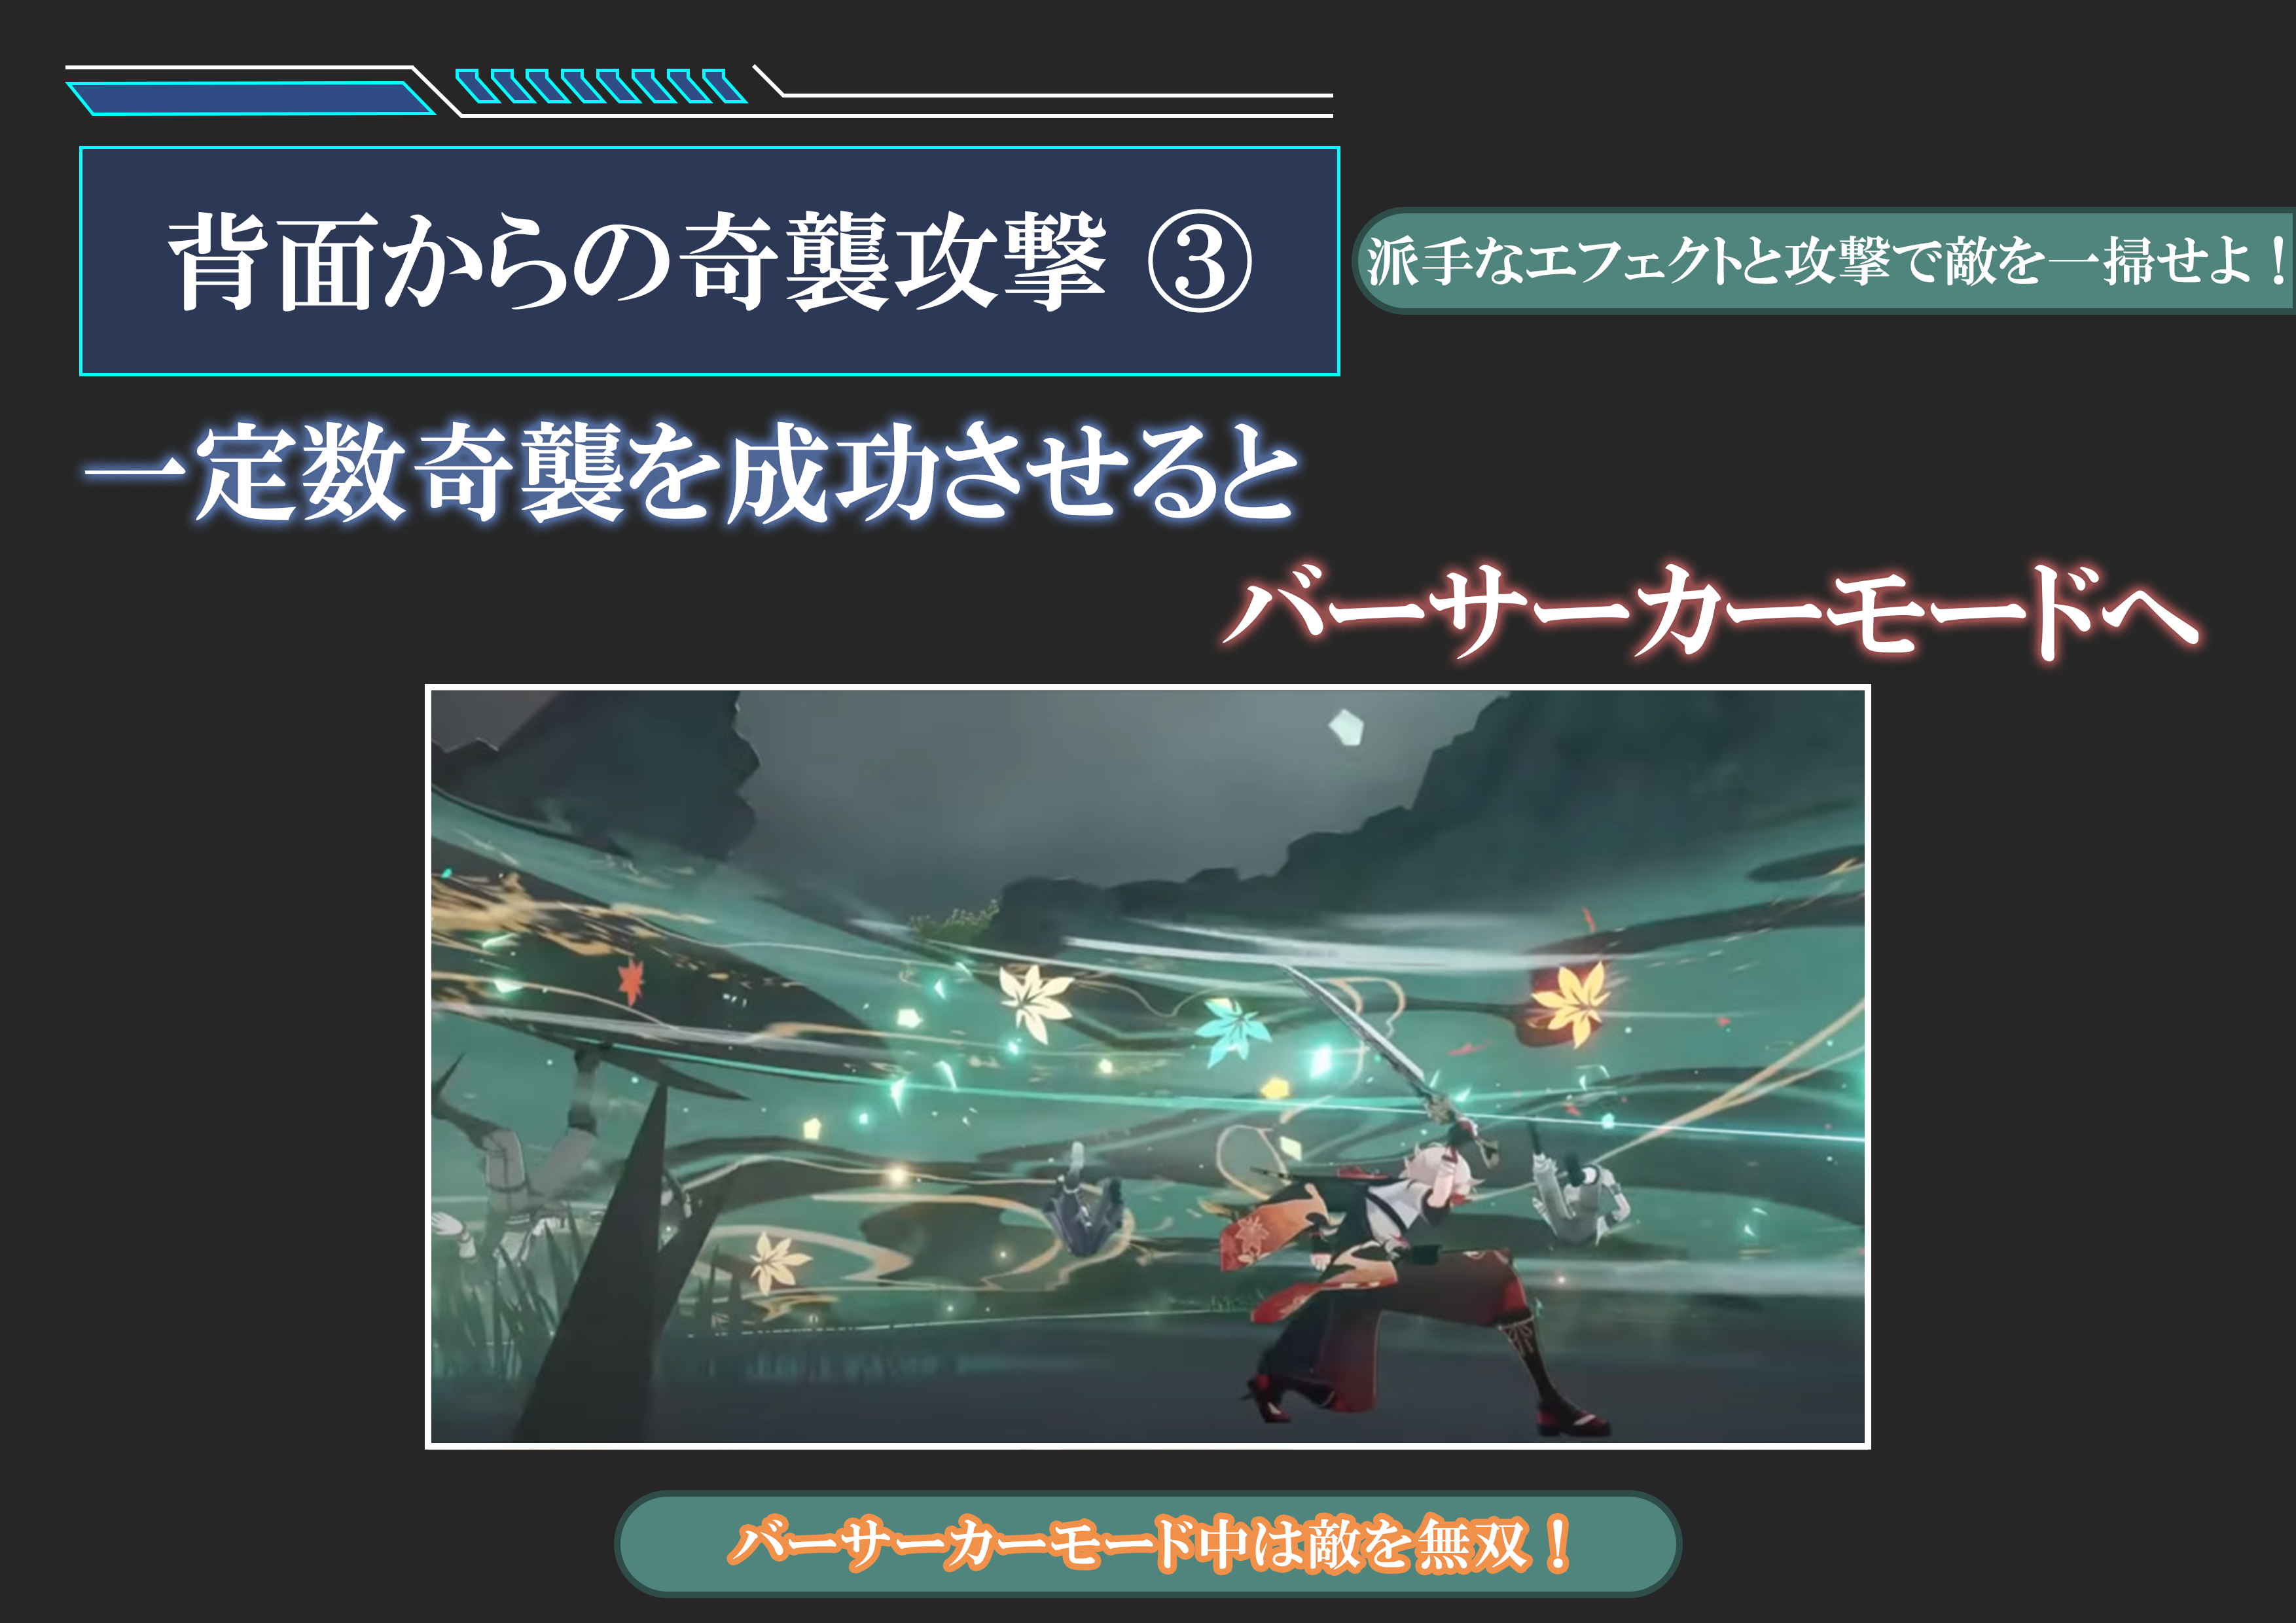 背面からの奇襲攻撃 ③
派手なエフェクトと攻撃で敵を一掃せよ！
一定数奇襲を成功させると
バーサーカーモードへ
バーサーカーモード中は敵を無双！